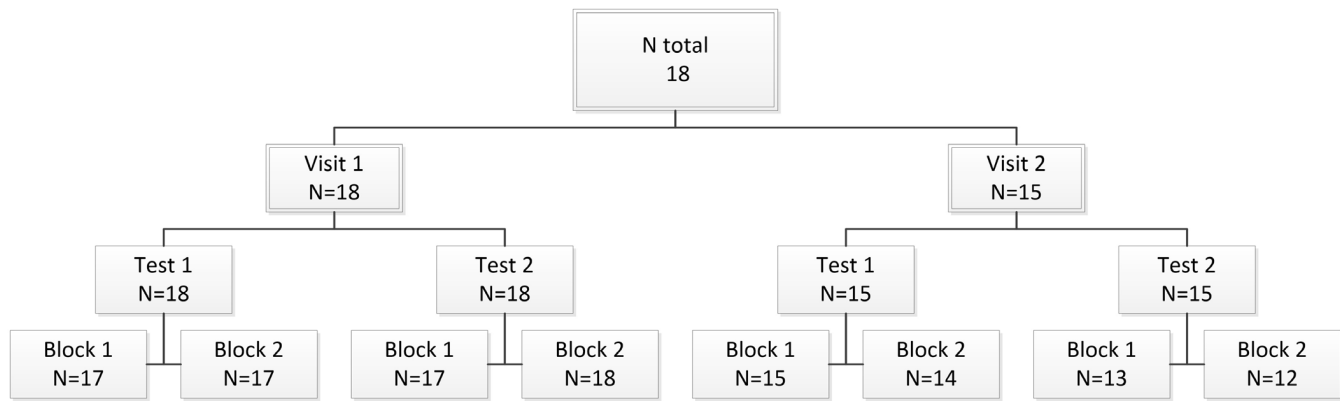 N total
18
Visit 1
N=18
Visit 2
N=15
Test 1
N=18
Test 2
N=18
Test 1
N=15
Test 2
N=15
Block 1
N=17
Block 2
N=17
Block 1
N=17
Block 2
N=18
Block 1
N=15
Block 2
N=14
Block 1
N=13
Block 2
N=12